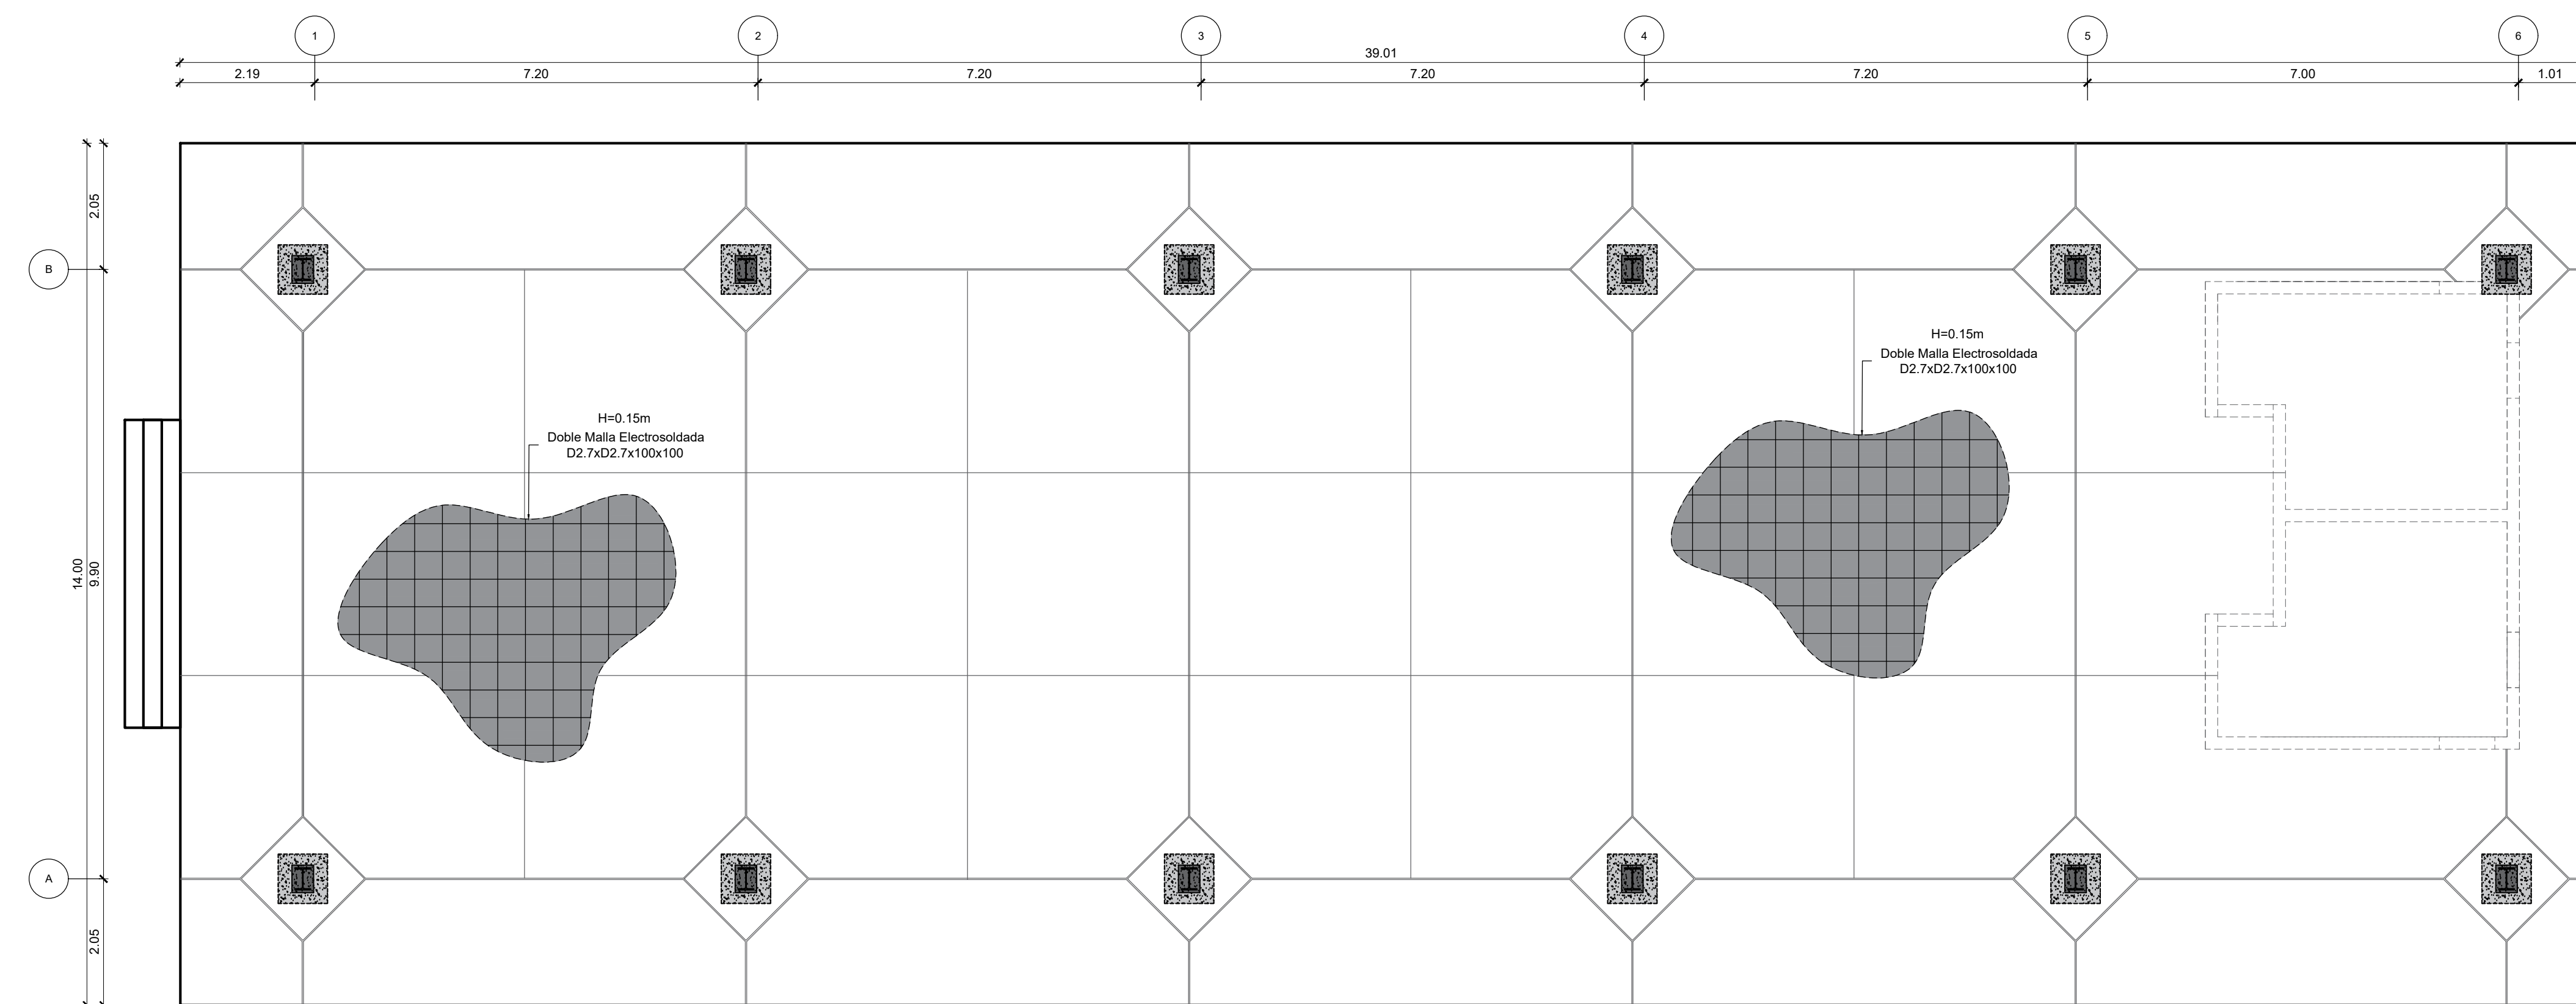 1
2
3
4
5
6
39.01
2.19
7.20
7.20
7.20
7.20
7.00
1.01
2.05
B
H=0.15m
Doble Malla Electrosoldada
D2.7xD2.7x100x100
H=0.15m
Doble Malla Electrosoldada
D2.7xD2.7x100x100
14.00
9.90
A
2.05